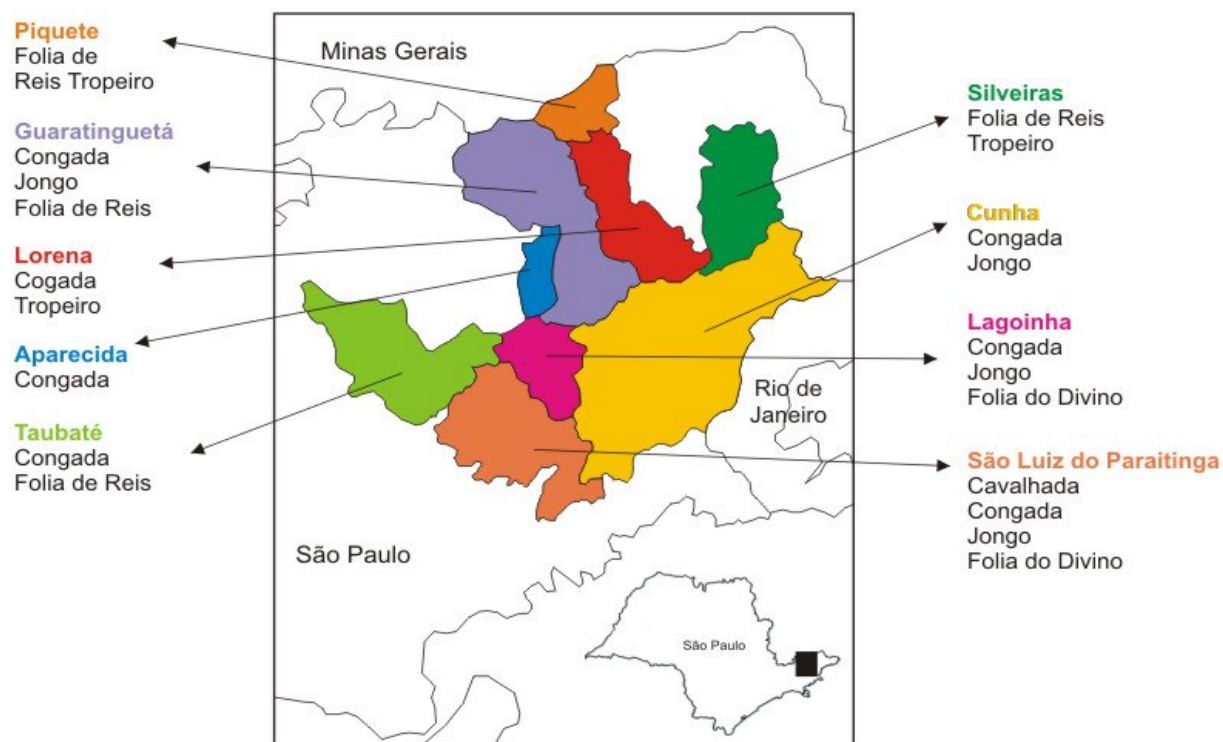 Piquete
Folia de
Reis Tropeiro
Guaratinguetá
Congada
Jongo
Folia de Reis
Lorena
Cogada
Tropeiro
Aparecida
Congada
Taubaté
Congada
Folia de Reis
Minas Gerais
Rio de
Janeiro
São Paulo
São Paulo
Silveiras
Folia de Reis
Tropeiro
Cunha
Congada
Jongo
Lagoinha
Congada
Jongo
Folia do Divino
São Luiz do Paraitinga
Cavalhada
Congada
Jongo
Folia do Divino